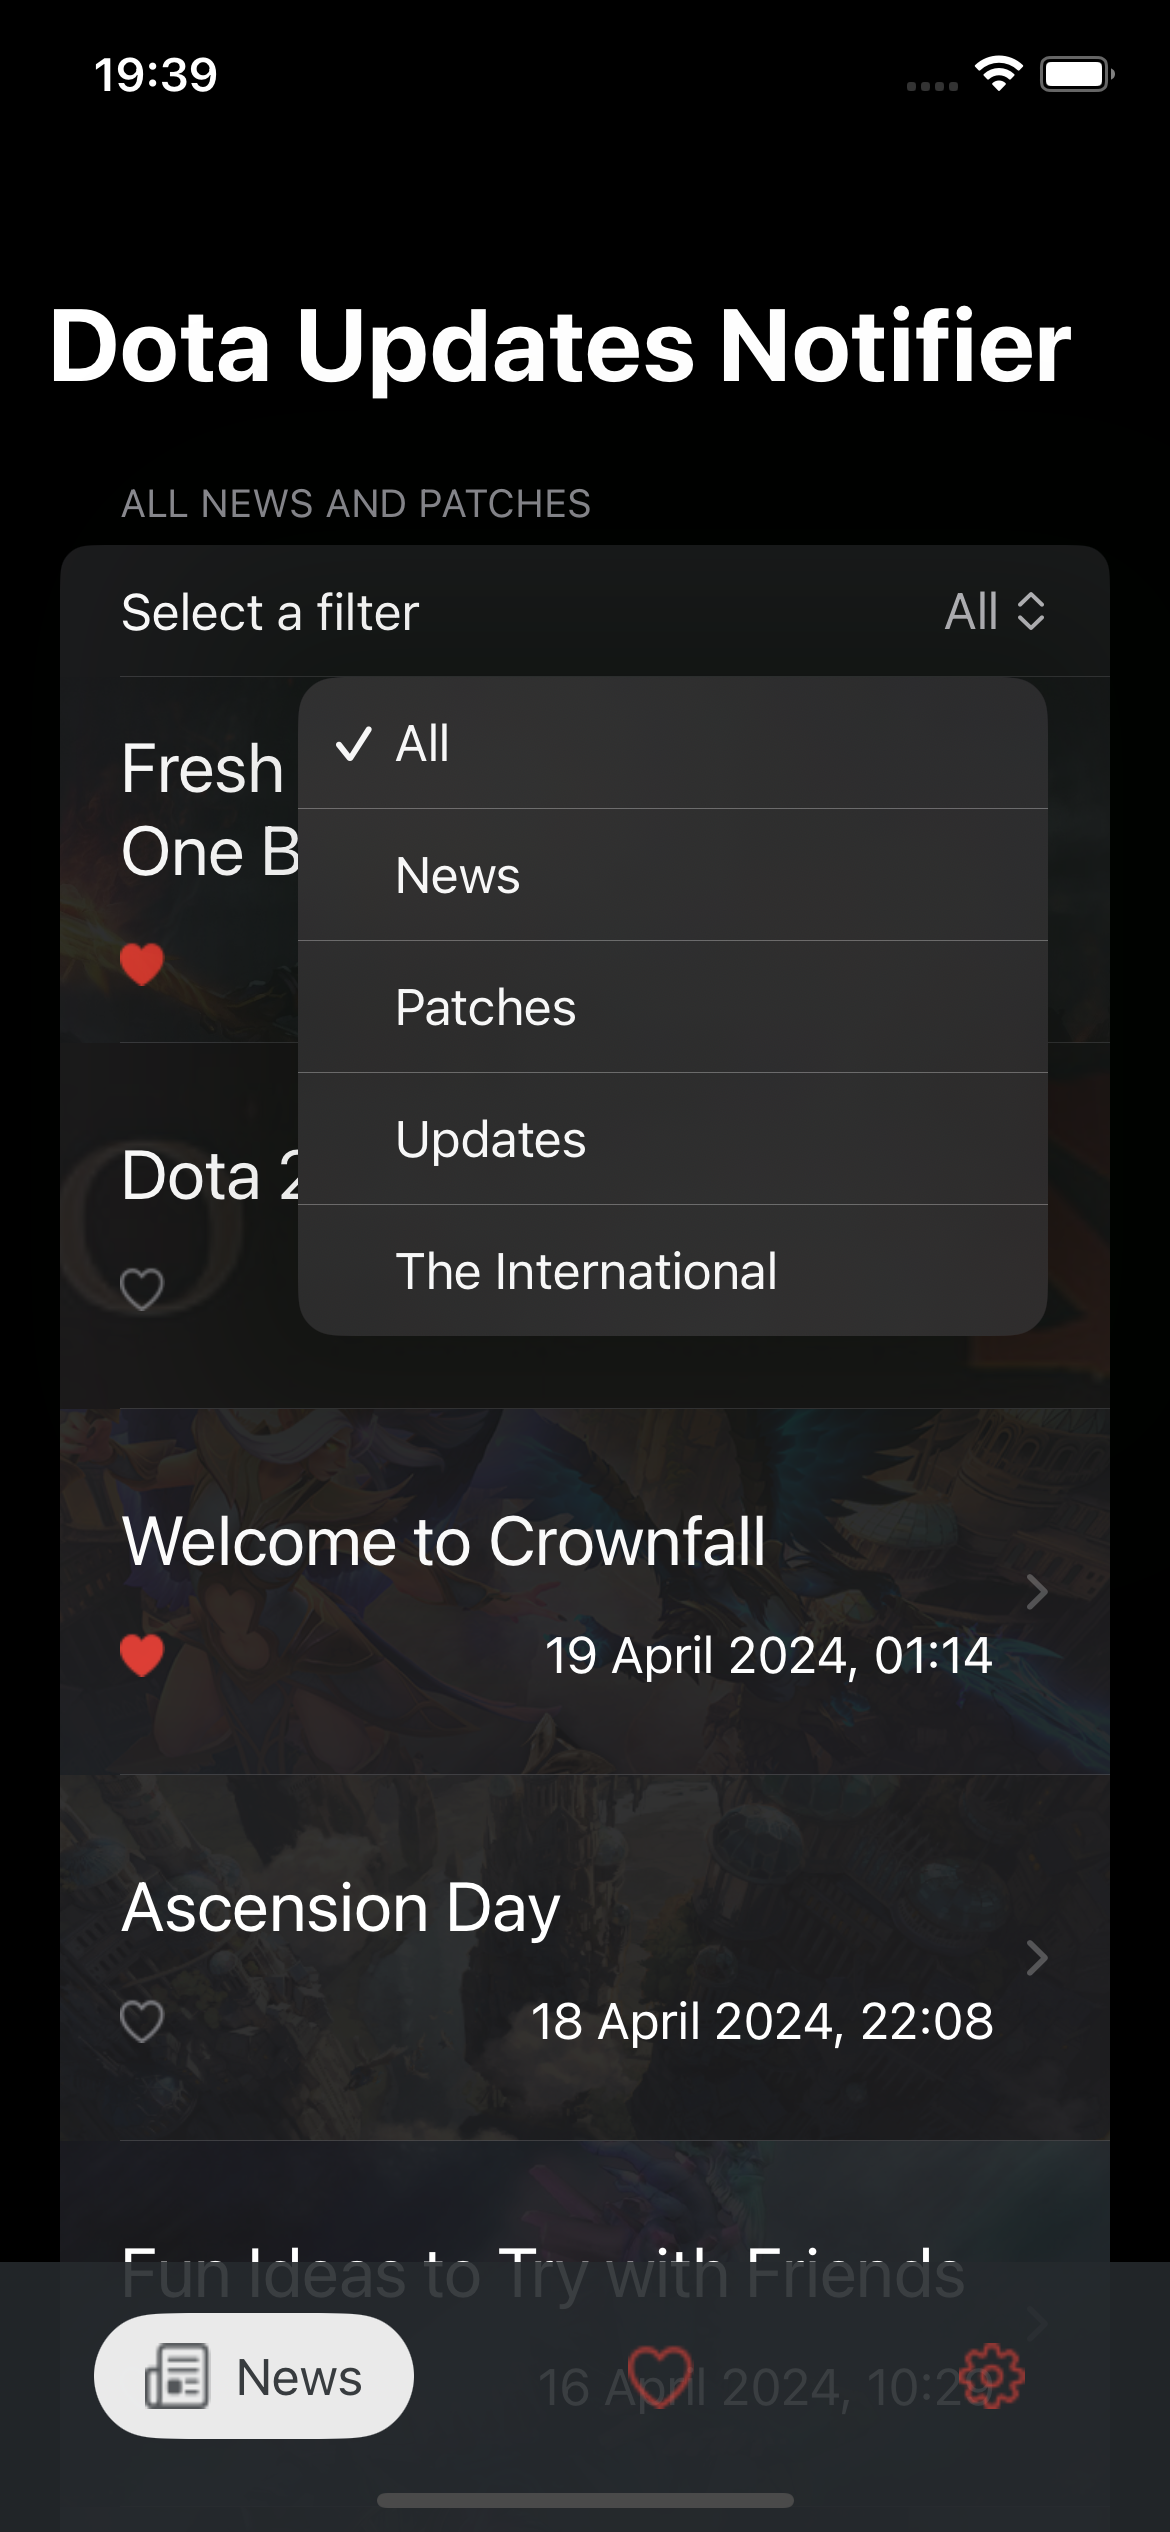 19:39
Dota Updates Notifier
ALL NEWS AND PATCHES
Select a filter
All
All
News
Patches
Updates
The International
Fresh
One B
Dota 2
Welcome to Crownfall
19 April 2024, 01:14
Ascension Day
18 April 2024, 22:08
Fun Ideas to Try with Friends
16 April 2024, 10:29
News